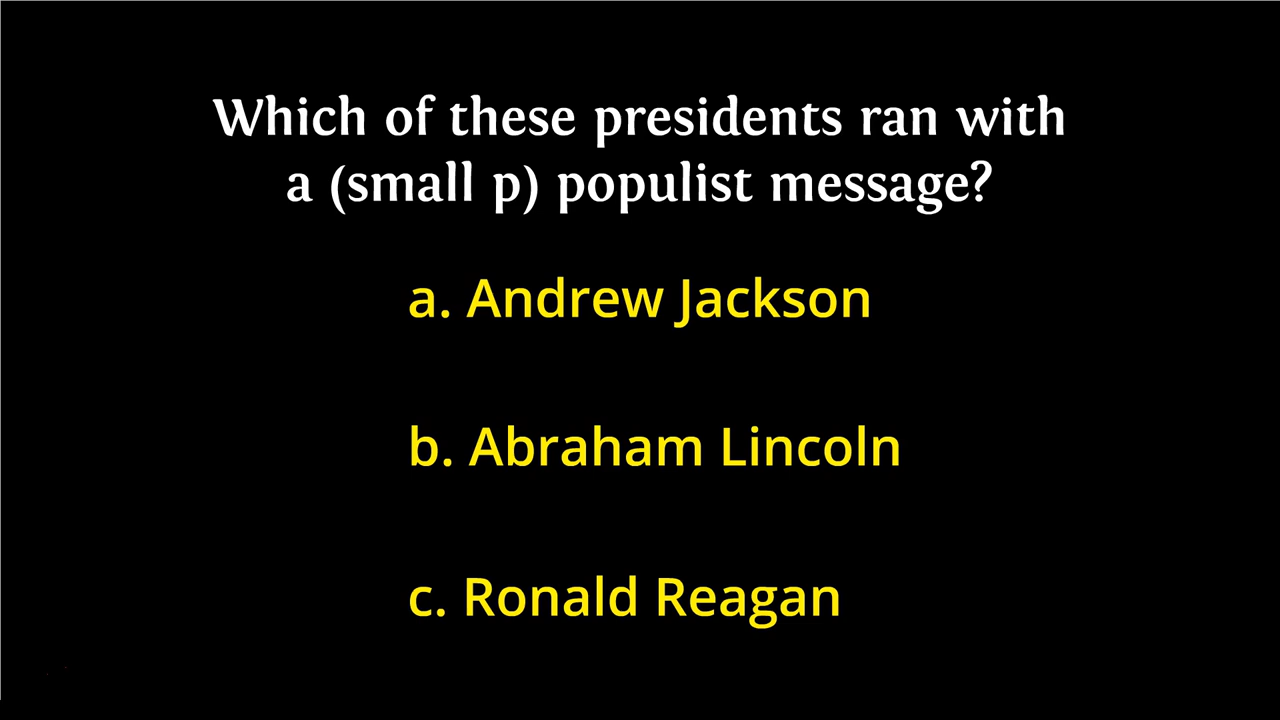 Which of these presidents ran with
a (small p) populist message?
a. Andrew Jackson
b. Abraham Lincoln
c. Ronald Reagan